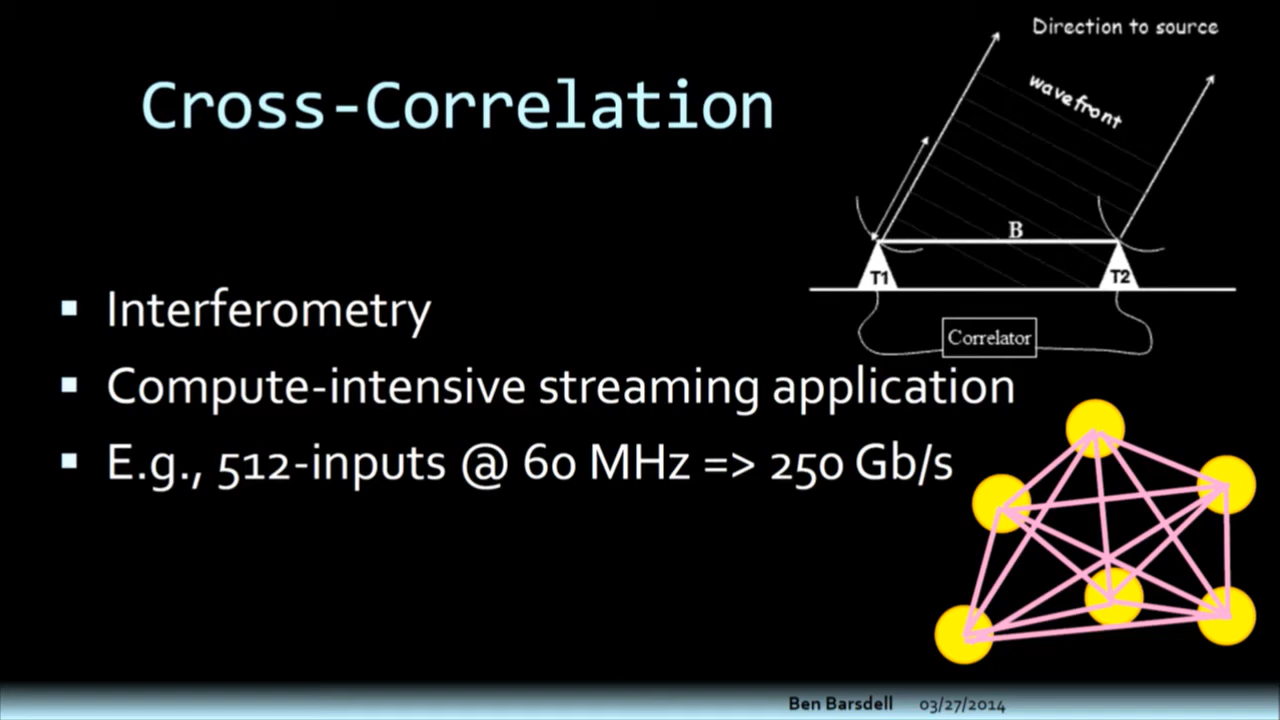 Direction to source
wavefront
Cross-Correlation
B
T1
T2
Correlator
Interferometry
Compute-intensive streaming application
E.g., 512-inputs @ 60 MHz => 250 Gb/s
Ben Barsdell 03/27/2014